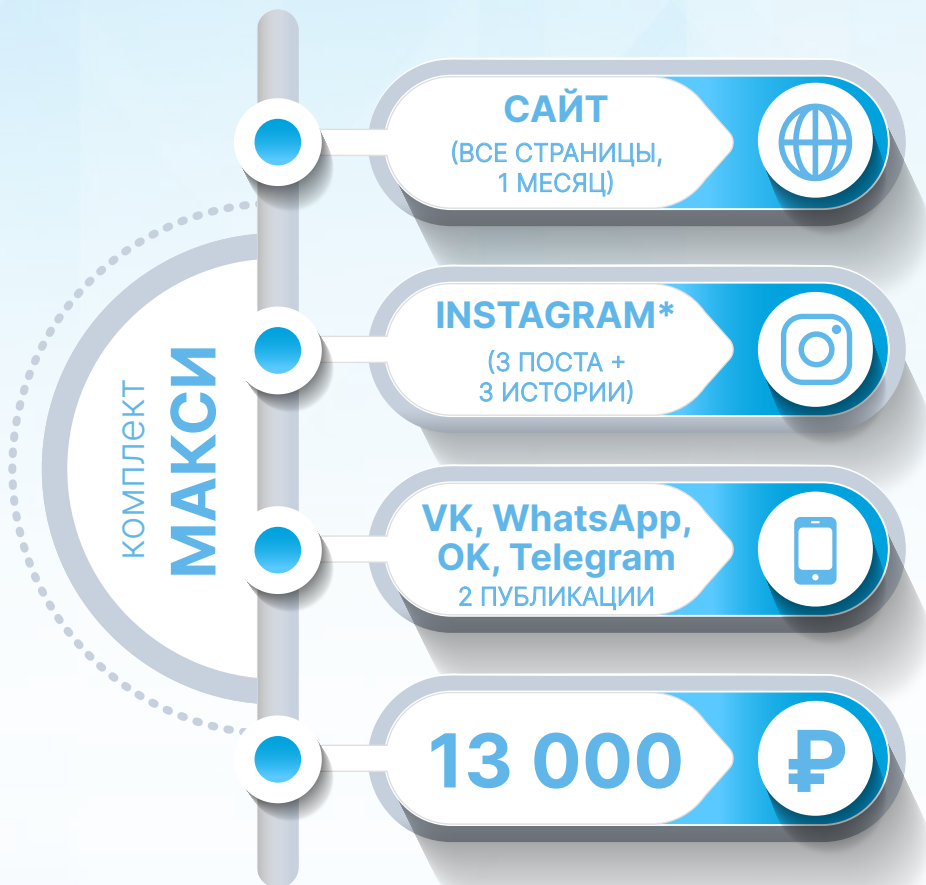 комплект
МАКСИ
САЙТ
(ВСЕ СТРАНИЦЫ,
1 МЕСЯЦ)
INSTAGRAM*
(3 ПОСТА +
3 ИСТОРИИ)
VK, WhatsApp,
OK, Telegram
2 ПУБЛИКАЦИИ
13 000 ₽